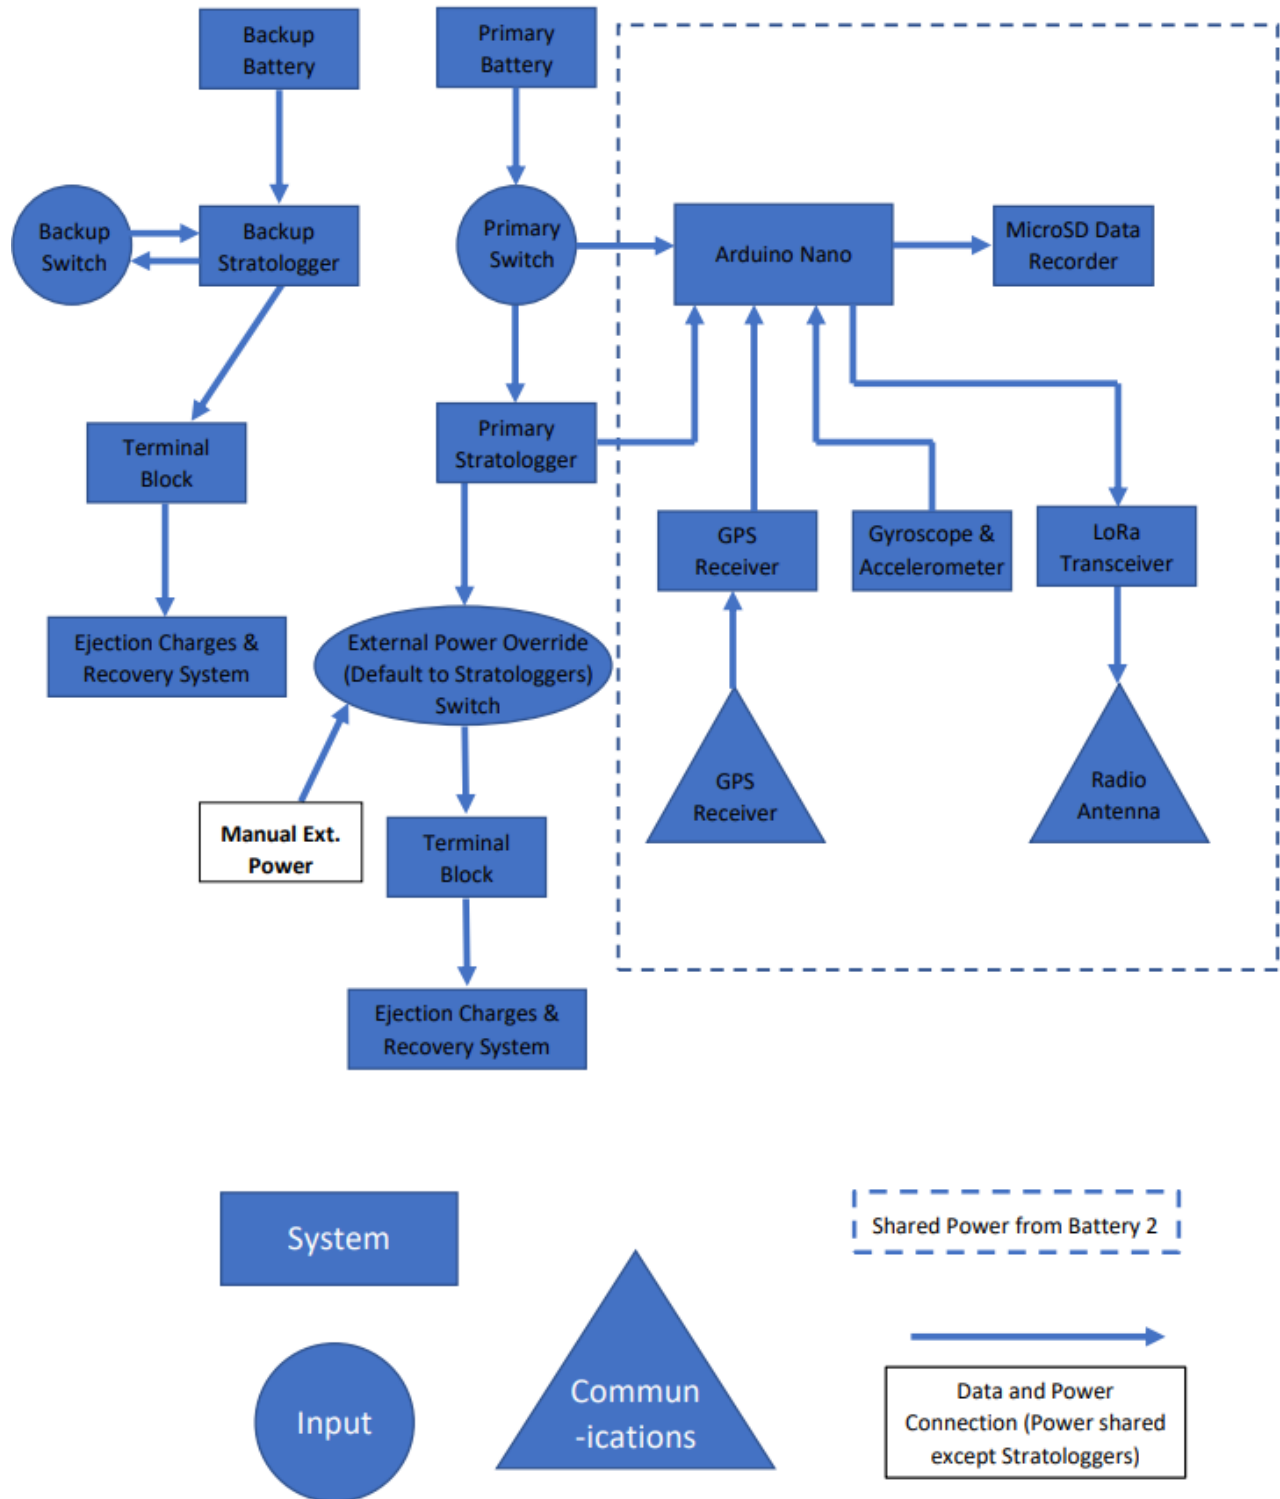 Backup
Battery
Primary
Battery
Backup
Switch
Backup
Stratologger
Primary
Switch
Arduino Nano
MicroSD Data
Recorder
Terminal
Block
Primary
Stratologger
GPS
Receiver
Gyroscope &
Accelerometer
LoRa
Transceiver
Ejection Charges &
Recovery System
External Power Override
(Default to Stratologgers)
Switch
Manual Ext.
Power
Terminal
Block
GPS
Receiver
Radio
Antenna
Ejection Charges &
Recovery System
System
Shared Power from Battery 2
Input
Commun
-ications
Data and Power
Connection (Power shared
except Stratologgers)